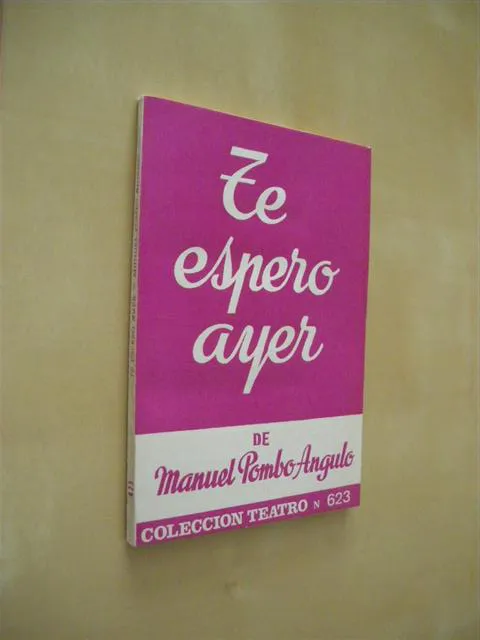 Te
espero
ayer
DE
Manuel Pombo Angulo
COLECCION TEATRO N 623